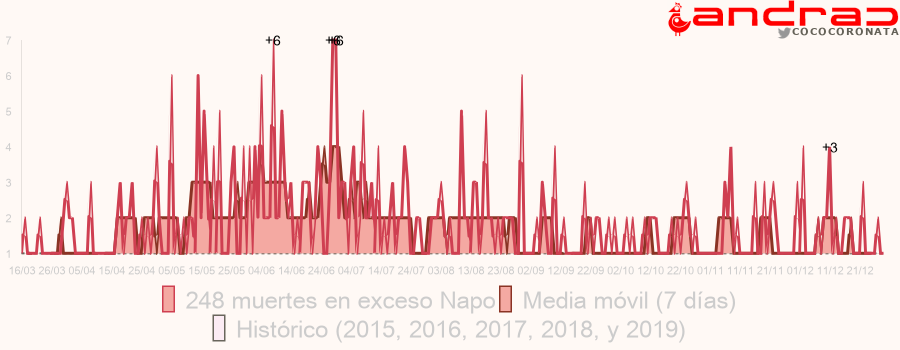 andrac
COCOCORONATA
7
+6
+6
+6
6
5
4
+3
3
2
1
16/03 26/03 05/04 15/04 25/04 05/05 15/05 25/05 04/06 14/06 24/06 04/07 14/07 24/07 03/08 13/08 23/08 02/09 12/09 22/09 02/10 12/10 22/10 01/11 11/11 21/11 01/12 11/12 21/12
248 muertes en exceso Napo Media móvil (7 días)
Histórico (2015, 2016, 2017, 2018, y 2019)